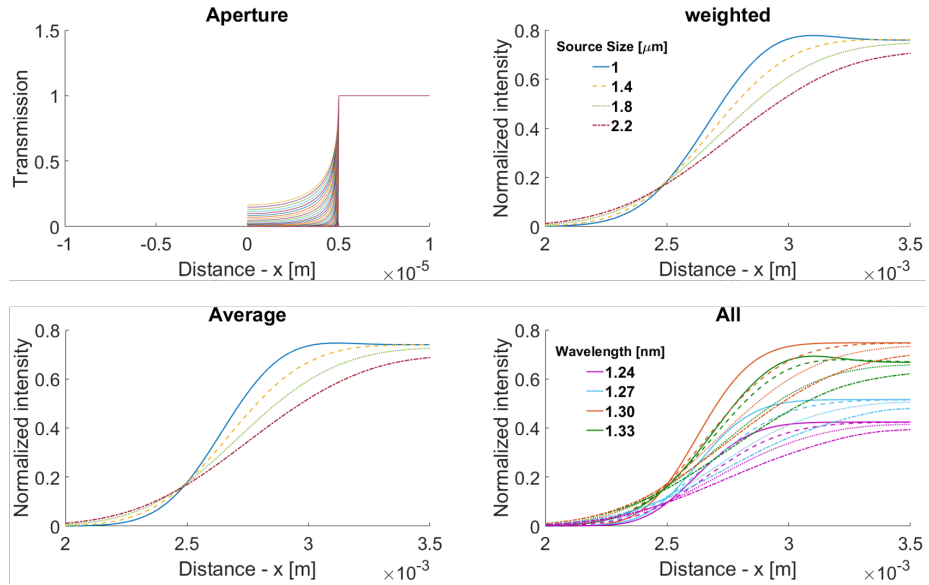 Aperture
1.5
1
0.5
0
Transmission
-1 -0.5 0 0.5 1
Distance - x [m] ×10⁻⁵
weighted
0.8
0.6
0.4
0.2
0
Normalized intensity
Source Size [μm]
1
1.4
1.8
2.2
2 2.5 3 3.5
Distance - x [m] ×10⁻³
Average
0.8
0.6
0.4
0.2
0
Normalized intensity
2 2.5 3 3.5
Distance - x [m] ×10⁻³
All
0.8
0.6
0.4
0.2
0
Normalized intensity
Wavelength [nm]
1.24
1.27
1.30
1.33
2 2.5 3 3.5
Distance - x [m] ×10⁻³